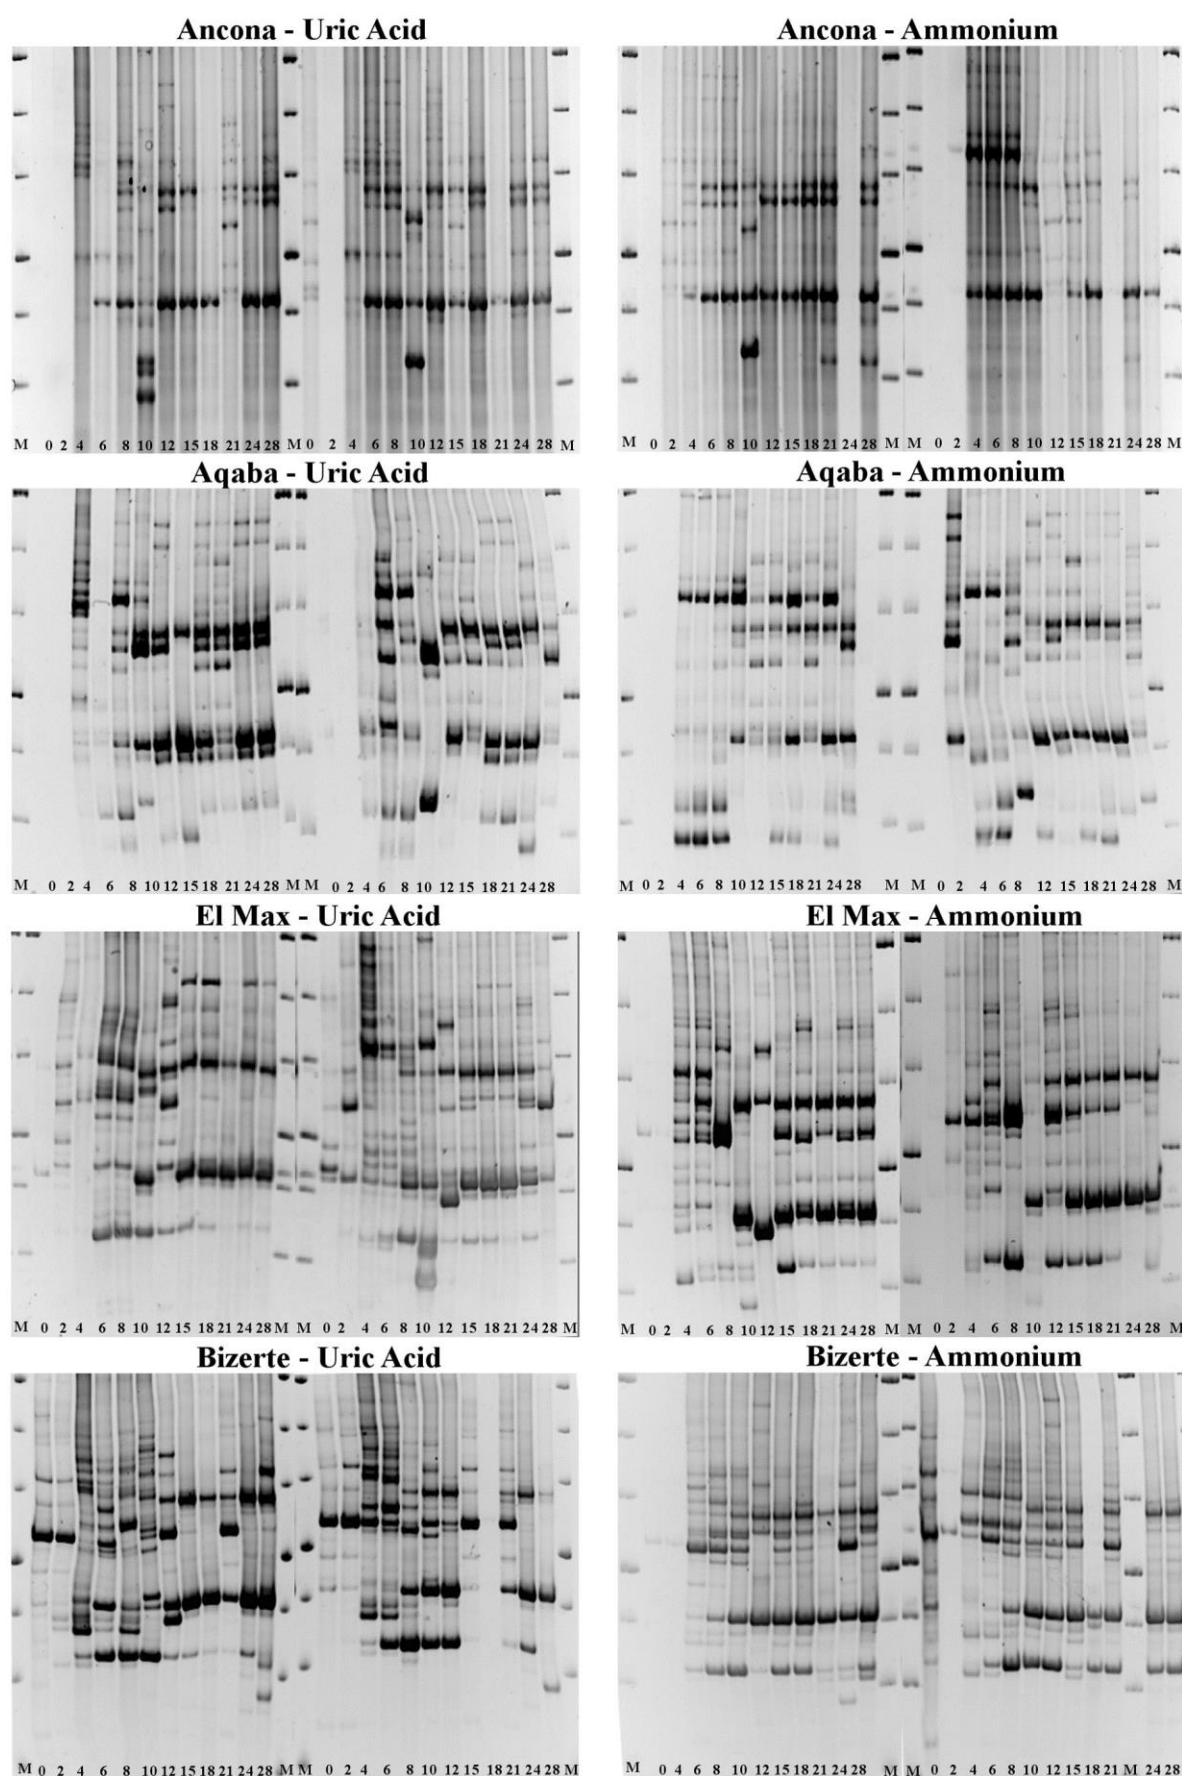 Ancona - Uric Acid
Ancona - Ammonium
M 0 2 4 6 8 10 12 15 18 21 24 28 M 0 2 4 6 8 10 12 15 18 21 24 28 M
M 0 2 4 6 8 10 12 15 18 21 24 28 M M 0 2 4 6 8 10 12 15 18 21 24 28 M
Aqaba - Uric Acid
Aqaba - Ammonium
M 0 2 4 6 8 10 12 15 18 21 24 28 M M 0 2 4 6 8 10 12 15 18 21 24 28 M
M 0 2 4 6 8 10 12 15 18 21 24 28 M M 0 2 4 6 8 12 15 18 21 24 28 M
El Max - Uric Acid
El Max - Ammonium
M 0 2 4 6 8 10 12 15 18 21 24 28 M M 0 2 4 6 8 10 12 15 18 21 24 28 M
M 0 2 4 6 8 10 12 15 18 21 24 28 M M 0 2 4 6 8 10 12 15 18 21 24 28 M
Bizerte - Uric Acid
Bizerte - Ammonium
M 0 2 4 6 8 10 12 15 18 21 24 28 M M 0 2 4 6 8 10 12 15 18 21 24 28 M
M 0 4 6 8 10 12 15 18 21 24 28 M M 0 2 4 6 8 10 12 15 18 21 M 24 28